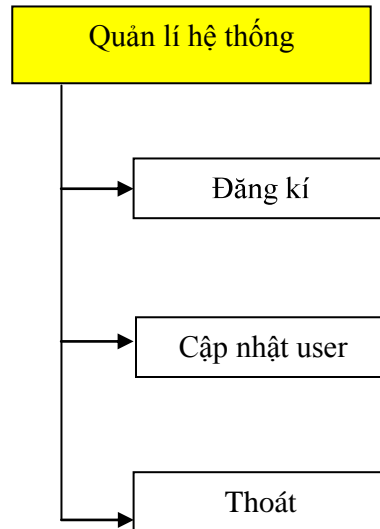 Quản lí hệ thống
Đăng kí
Cập nhật user
Thoát